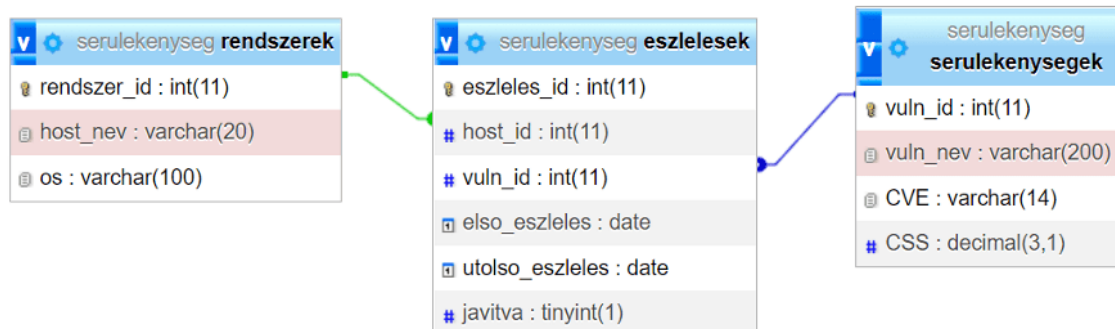 v serulekenyseg rendszerek
rendszer_id : int(11)
host_nev : varchar(20)
os : varchar(100)
v serulekenyseg eszlelesek
eszleles_id : int(11)
# host_id : int(11)
# vuln_id : int(11)
elso_eszleles : date
utolso_eszleles : date
# javitva : tinyint(1)
v serulekenyseg
serulekenysegek
vuln_id : int(11)
vuln_nev : varchar(200)
CVE : varchar(14)
# CSS : decimal(3,1)